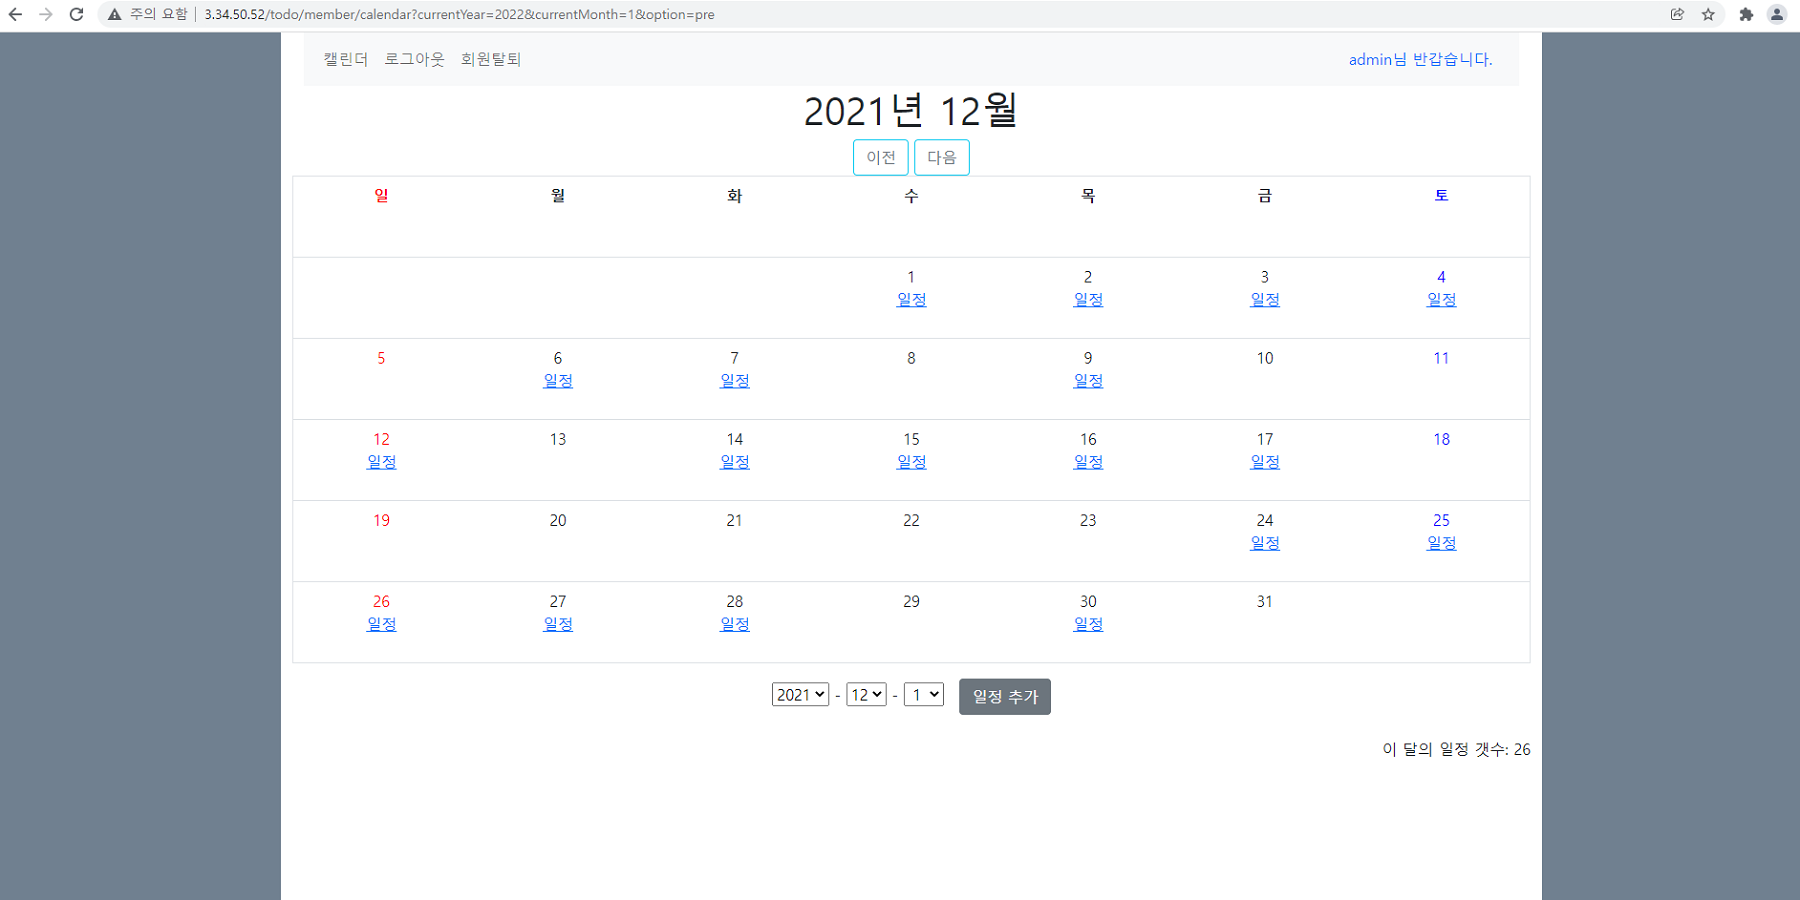 주의 요함 3.34.50.52/todo/member/calendar?currentYear=2022&currentMonth=1&option=pre
캘린더 로그아웃 회원탈퇴 admin님 반갑습니다.
2021년 12월
이전 다음
일 월 화 수 목 금 토
1 2 3 4
일정 일정 일정 일정
5 6 7 8 9 10 11
일정 일정 일정
12 13 14 15 16 17 18
일정 일정 일정 일정 일정
19 20 21 22 23 24 25
일정 일정
26 27 28 29 30 31
일정 일정 일정 일정
2021 - 12 - 1 일정 추가
이 달의 일정 갯수: 26